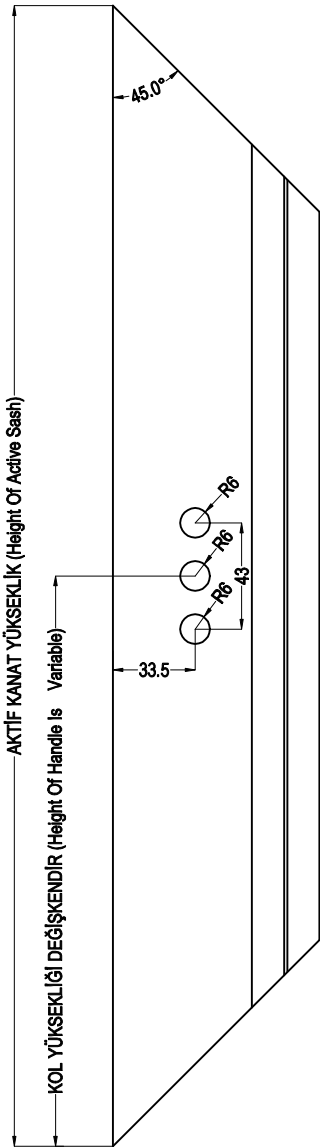 AKTİF KANAT YÜKSEKLİK (Height Of Active Sash)
KOL YÜKSEKLİĞİ DEĞİŞKENDİR (Height Of Handle Is Variable)
45.0°
33.5
R6
R6
R6
43